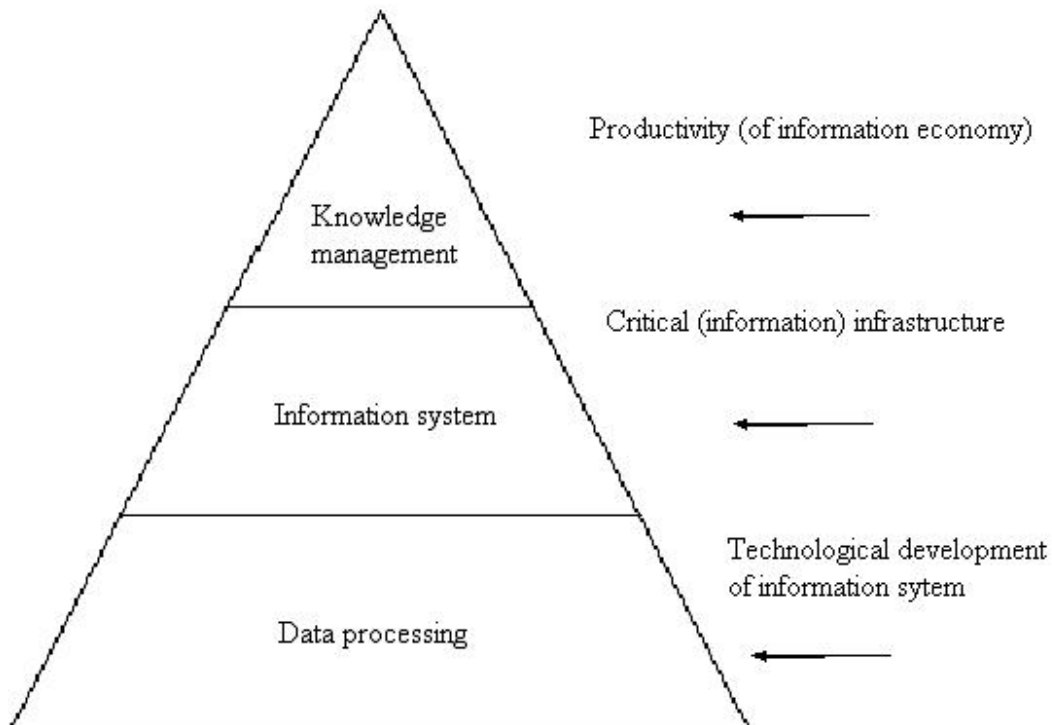 Productivity (of information economy)
Knowledge
management
Critical (information) infrastructure
Information system
Technological development
of information sytem
Data processing